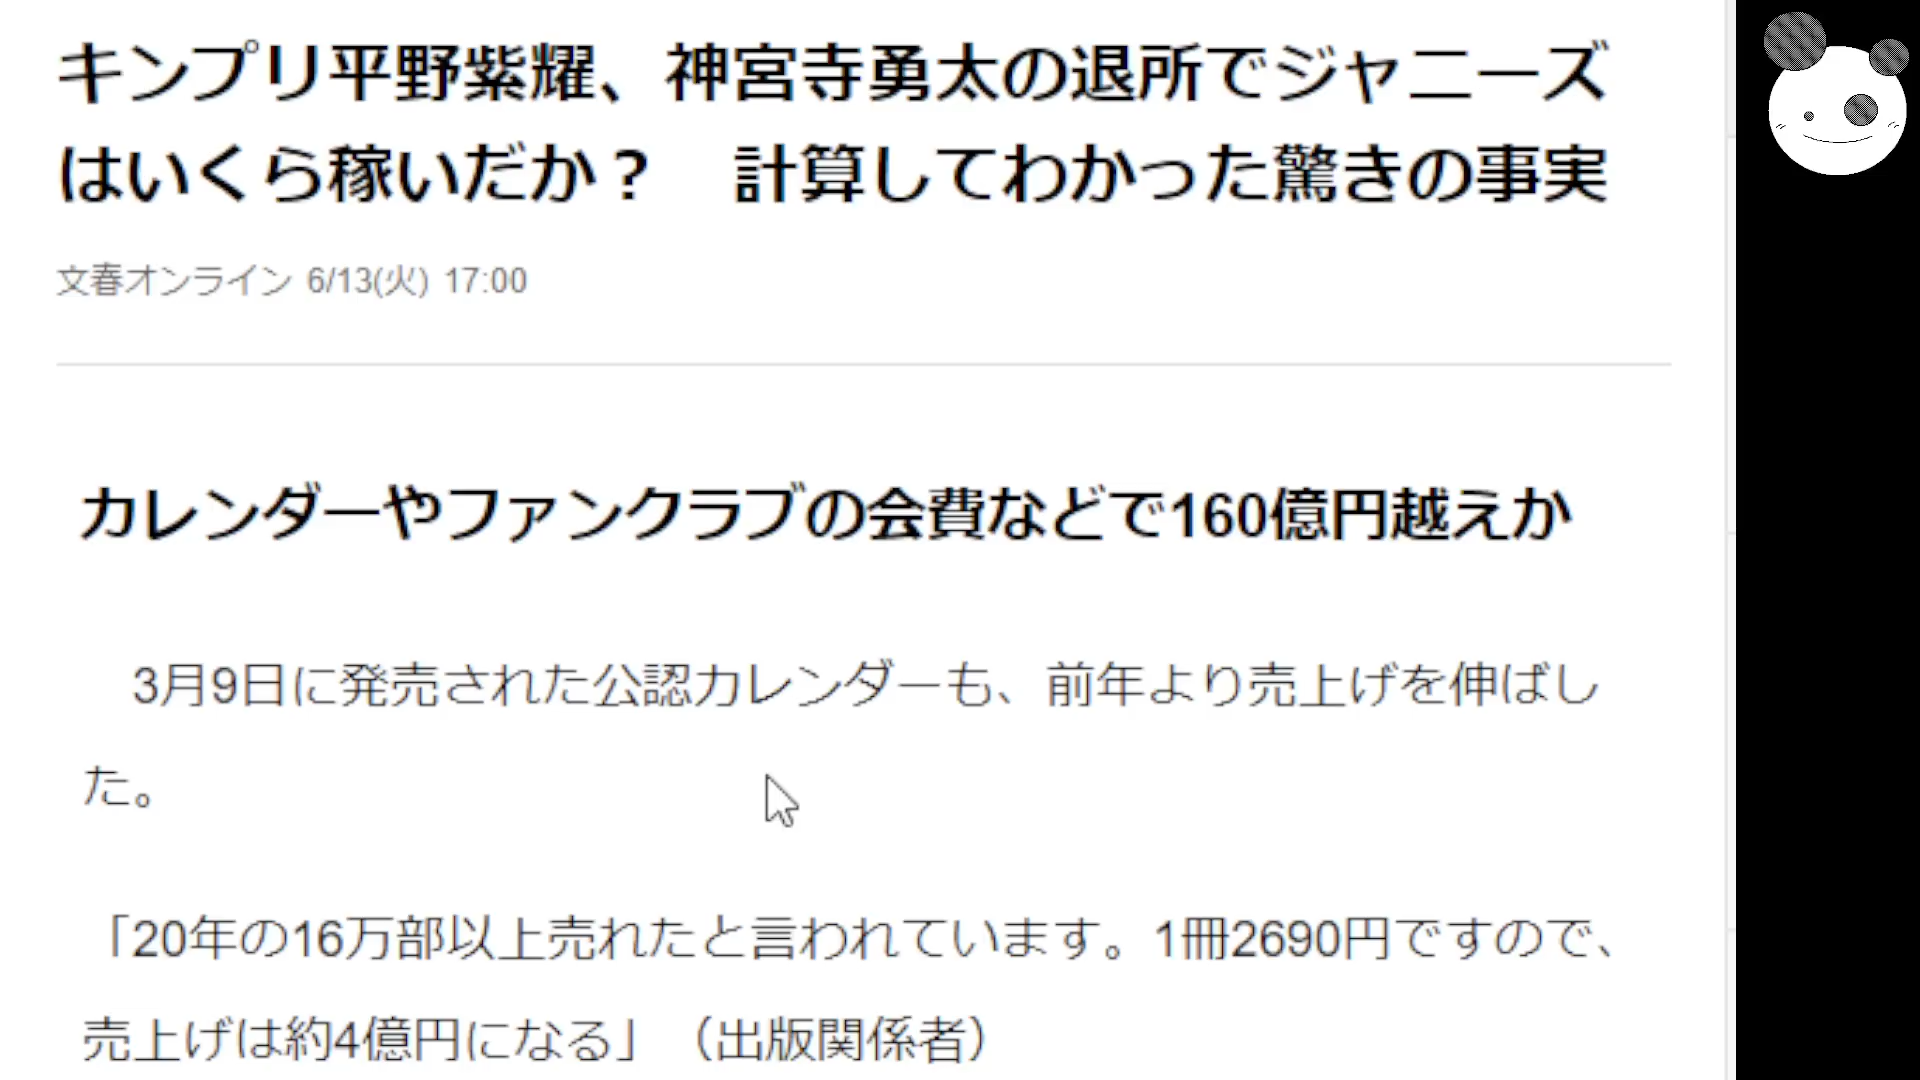 キンプリ平野紫耀、神宮寺勇太の退所でジャニーズ
はいくら稼いだか？　計算してわかった驚きの事実
文春オンライン 6/13(火) 17:00
カレンダーやファンクラブの会費などで160億円越えか
3月9日に発売された公認カレンダーも、前年より売上げを伸ばし
た。
「20年の16万部以上売れたと言われています。1冊2690円ですので、
売上げは約4億円になる」（出版関係者）